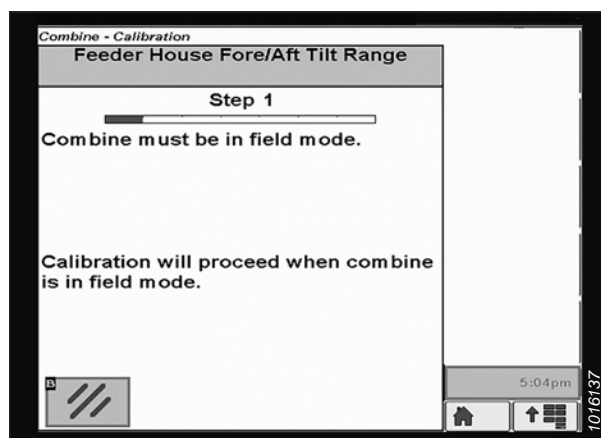 Combine - Calibration
Feeder House Fore/Aft Tilt Range
Step 1
Combine must be in field mode.
Calibration will proceed when combine
is in field mode.
B
5:04pm
1016137